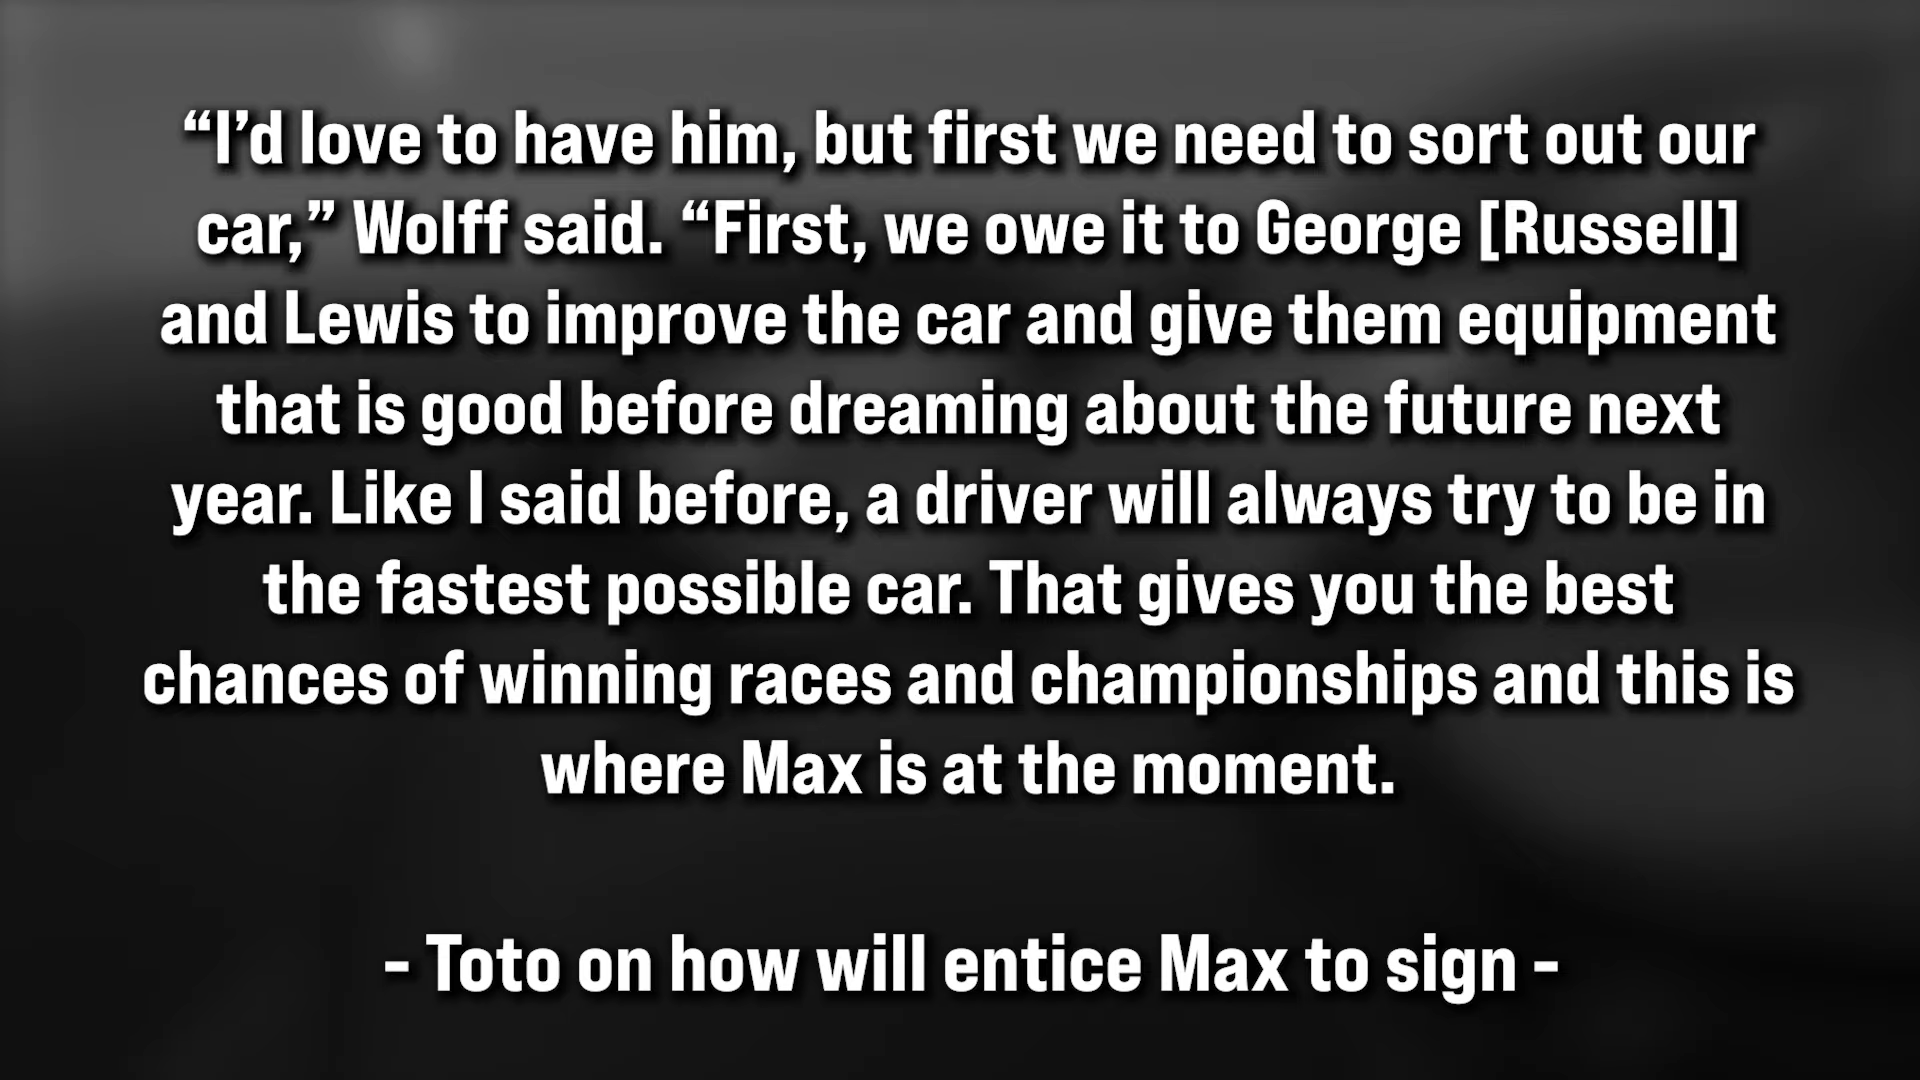 “I’d love to have him, but first we need to sort out our
car,” Wolff said. “First, we owe it to George [Russell]
and Lewis to improve the car and give them equipment
that is good before dreaming about the future next
year. Like I said before, a driver will always try to be in
the fastest possible car. That gives you the best
chances of winning races and championships and this is
where Max is at the moment.
- Toto on how will entice Max to sign -